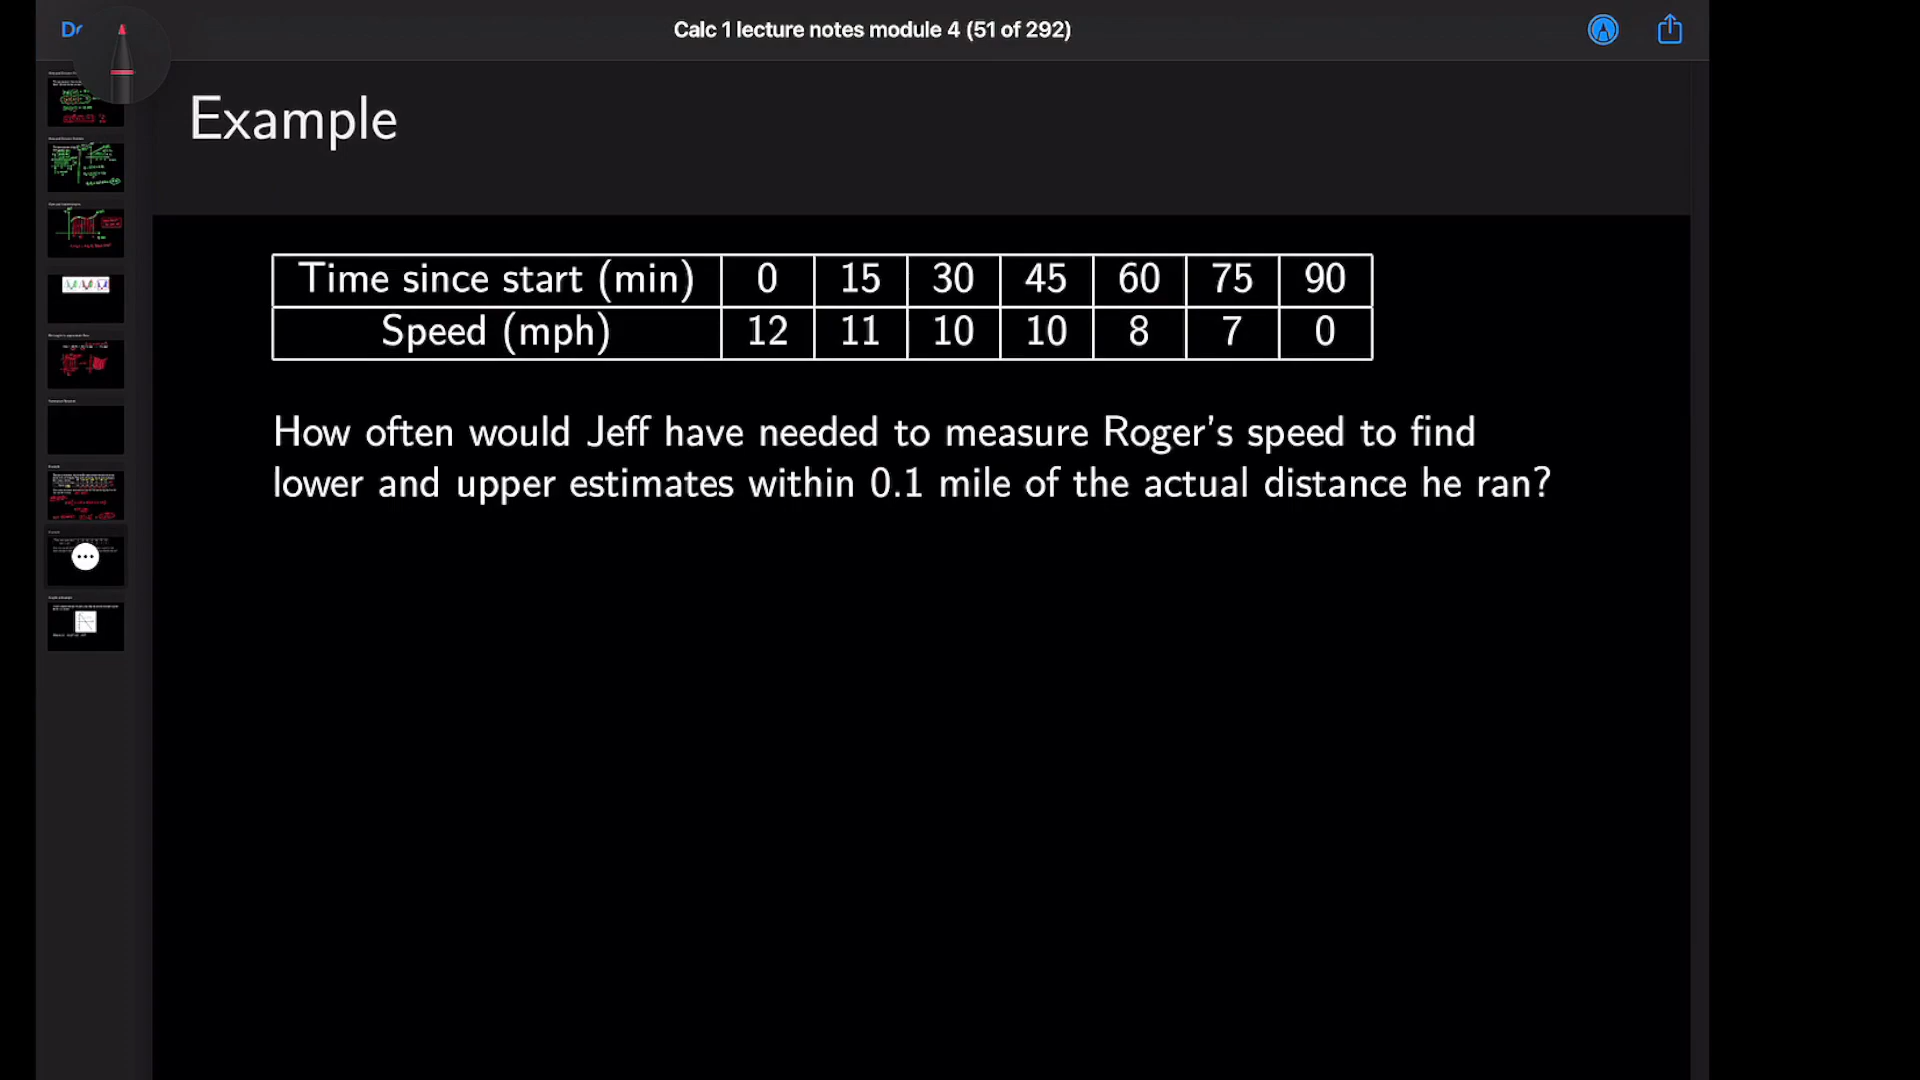 Dr
Calc 1 lecture notes module 4 (51 of 292)
Example
Time since start (min) 0 15 30 45 60 75 90
Speed (mph) 12 11 10 10 8 7 0
How often would Jeff have needed to measure Roger's speed to find
lower and upper estimates within 0.1 mile of the actual distance he ran?